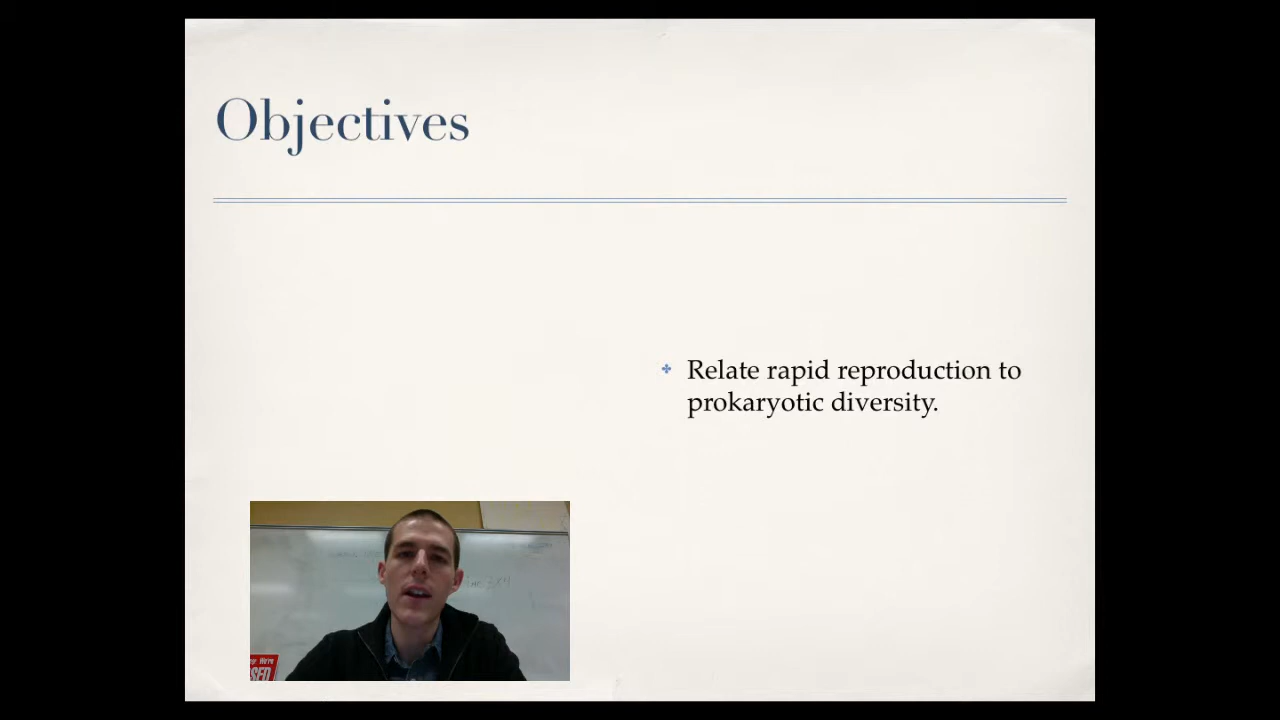 Objectives
Relate rapid reproduction to
prokaryotic diversity.